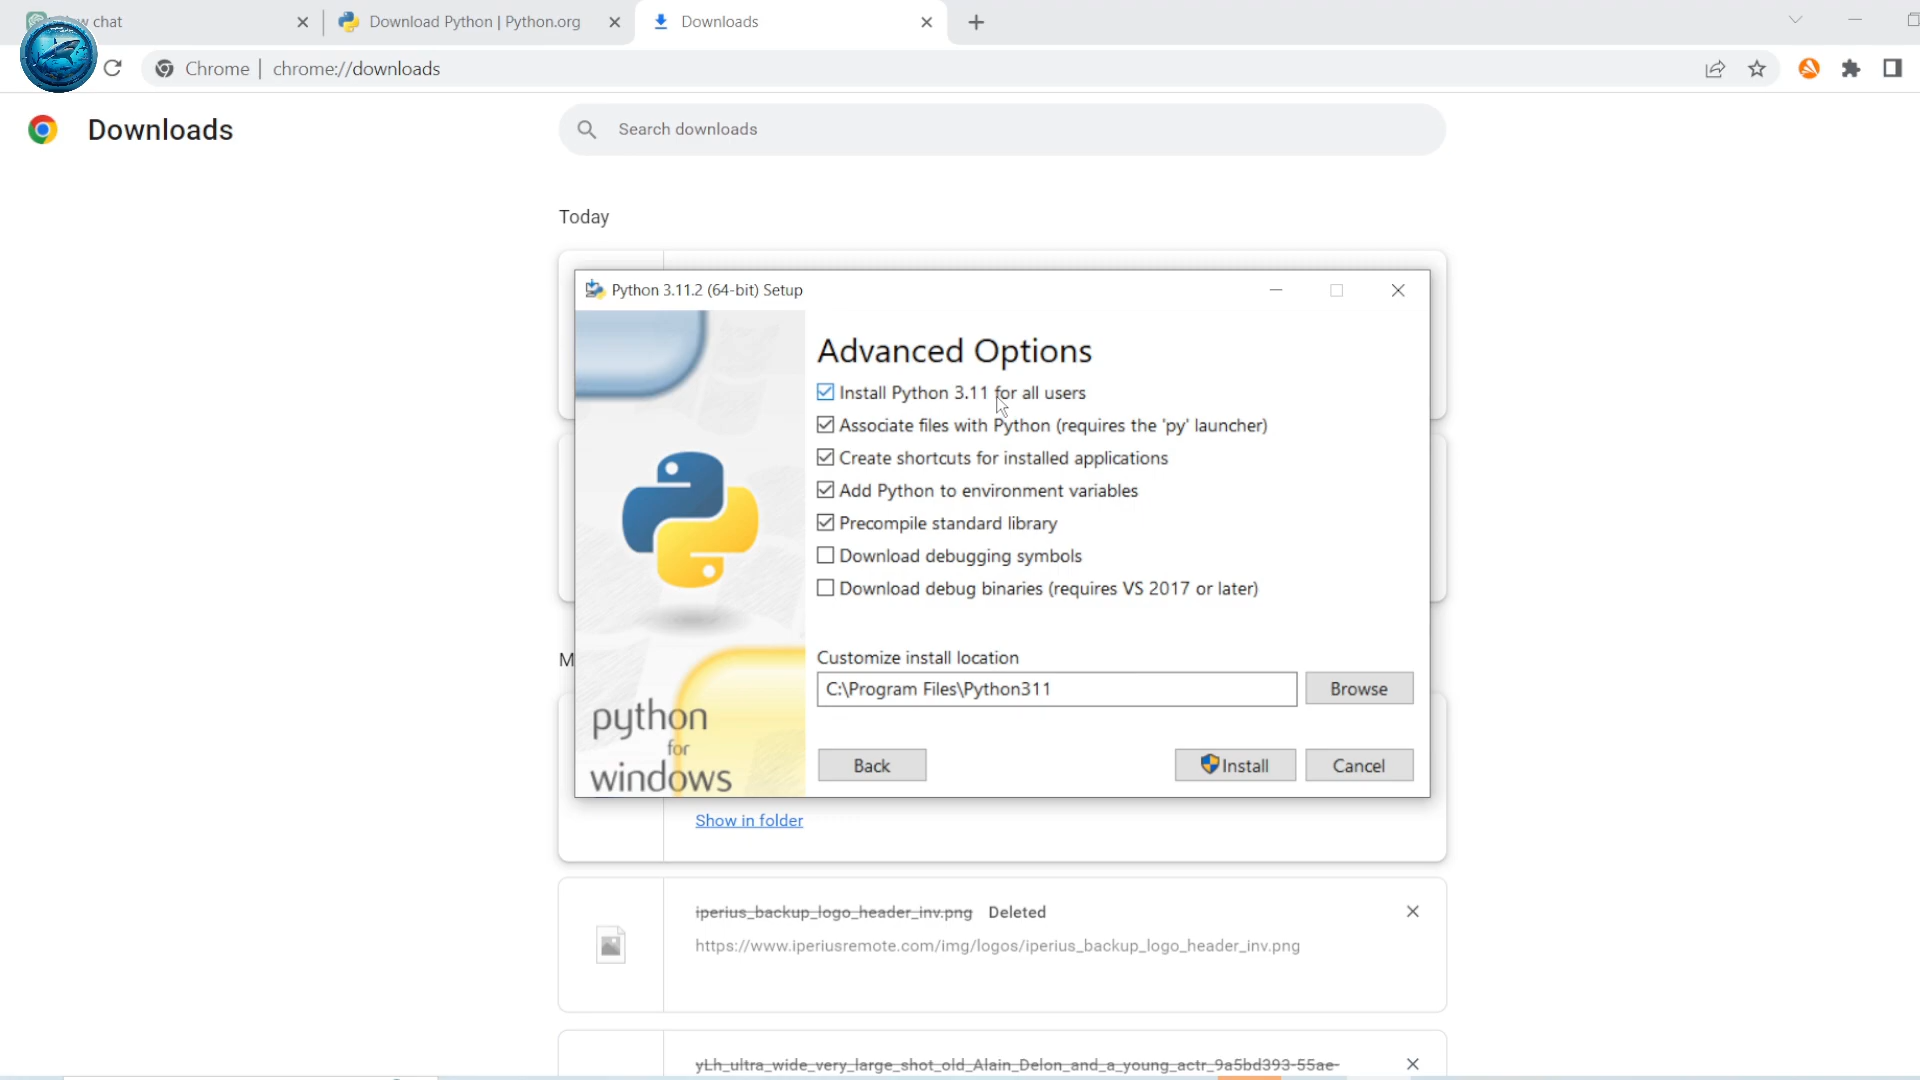 w chat
Download Python | Python.org
Downloads
Chrome
chrome://downloads
Downloads
Search downloads
Today
Python 3.11.2 (64-bit) Setup
Advanced Options
Install Python 3.11 for all users
Associate files with Python (requires the 'py' launcher)
Create shortcuts for installed applications
Add Python to environment variables
Precompile standard library
Download debugging symbols
Download debug binaries (requires VS 2017 or later)
M
Customize install location
C:\Program Files\Python311
Browse
python
for
windows
Back
Install
Cancel
Show in folder
iperius_backup_logo_header_inv.png Deleted
https://www.iperiusremote.com/img/logos/iperius_backup_logo_header_inv.png
yLh_ultra_wide_very_large_shot_old_Alain_Delon_and_a_young_actr_9a5bd393-55ae-